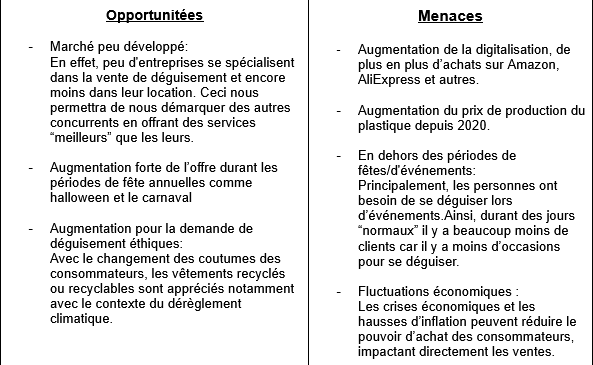 Opportunitées
- Marché peu développé:
En effet, peu d'entreprises se spécialisent
dans la vente de déguisement et encore
moins dans leur location. Ceci nous
permettra de nous démarquer des autres
concurrents en offrant des services
“meilleurs” que les leurs.
- Augmentation forte de l’offre durant les
périodes de fête annuelles comme
halloween et le carnaval
- Augmentation pour la demande de
déguisement éthiques:
Avec le changement des coutumes des
consommateurs, les vêtements recyclés
ou recyclables sont appréciés notamment
avec le contexte du dérèglement
climatique.
Menaces
- Augmentation de la digitalisation, de
plus en plus d’achats sur Amazon,
AliExpress et autres.
- Augmentation du prix de production du
plastique depuis 2020.
- En dehors des périodes de
fêtes/d'événements:
Principalement, les personnes ont
besoin de se déguiser lors
d’événements.Ainsi, durant des jours
“normaux” il y a beaucoup moins de
clients car il y a moins d’occasions
pour se déguiser.
- Fluctuations économiques :
Les crises économiques et les
hausses d’inflation peuvent réduire le
pouvoir d’achat des consommateurs,
impactant directement les ventes.